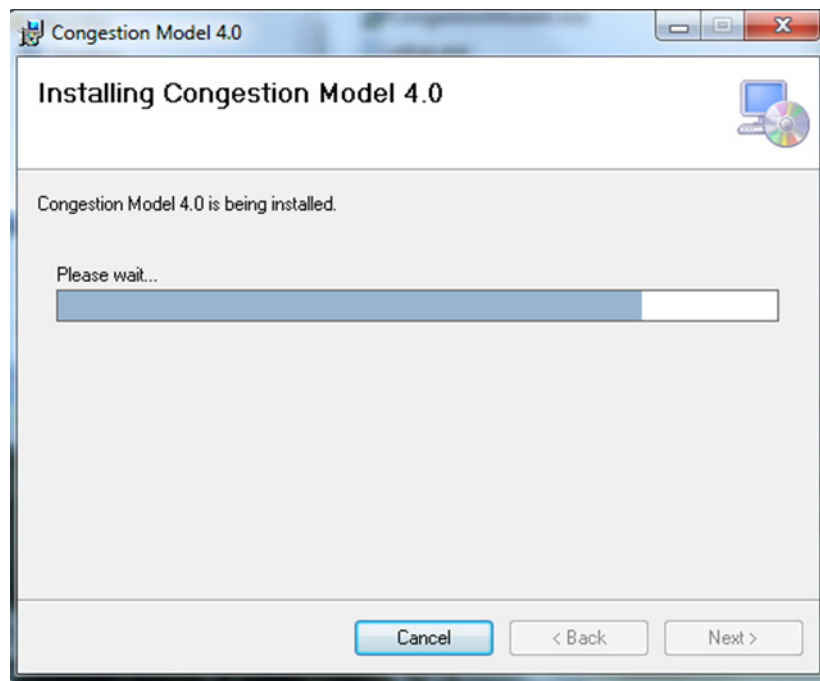 Congestion Model 4.0
Installing Congestion Model 4.0
Congestion Model 4.0 is being installed.
Please wait...
Cancel
< Back
Next >